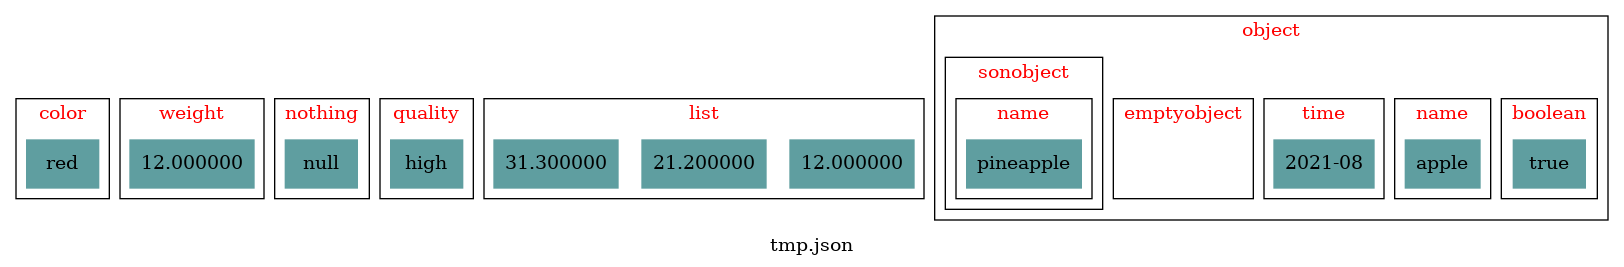 object
sonobject
color weight nothing quality list name emptyobject time name boolean
red 12.000000 null high 31.300000 21.200000 12.000000 pineapple 2021-08 apple true
tmp.json